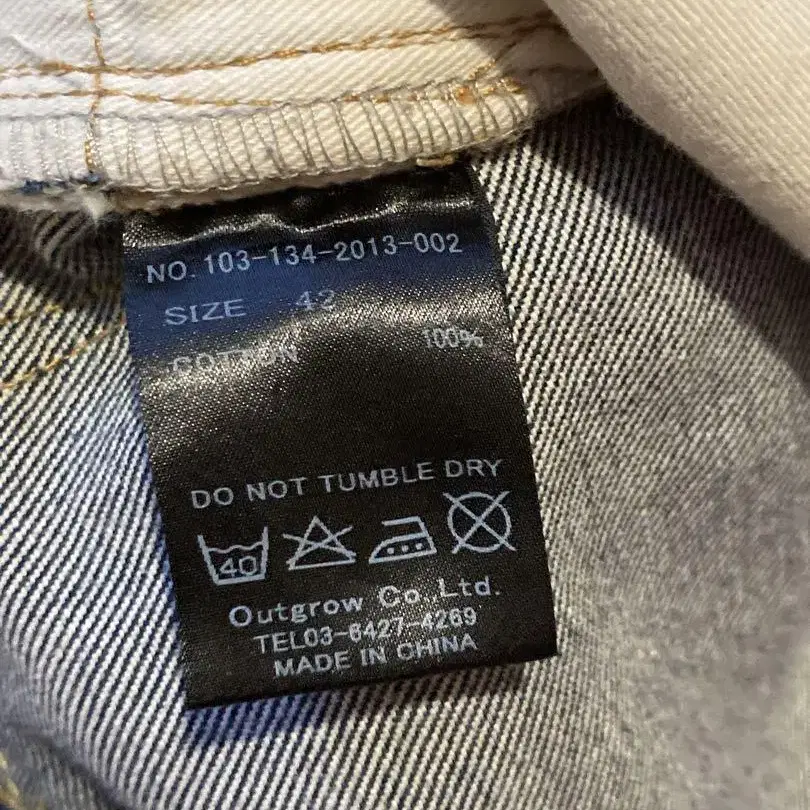 NO. 103-134-2013-002
SIZE 42
COTTON 100%
DO NOT TUMBLE DRY
40
Outgrow Co. Ltd.
TEL03-6427-4269
MADE IN CHINA